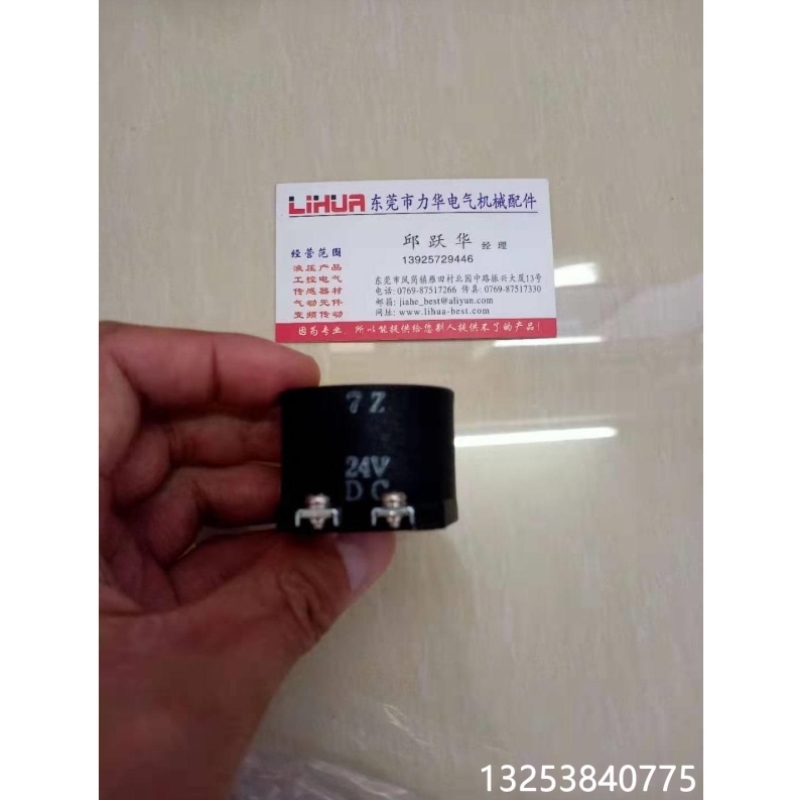 LiHUA 东莞市力华电气机械配件
邱跃华 经理
13925729446
经营范围
液压产品
工控电气
传感器材
气动元件
变频传动
东莞市凤岗镇雁田村北园中路振兴大厦13号
电话: 0769-87517266 传真: 0769-87517330
邮箱: jiahe_best@aliyun.com
网址: www.lihua-best.com
因为专业, 所以能提供给您别人提供不了的产品!
7Z
24V
DC
13253840775